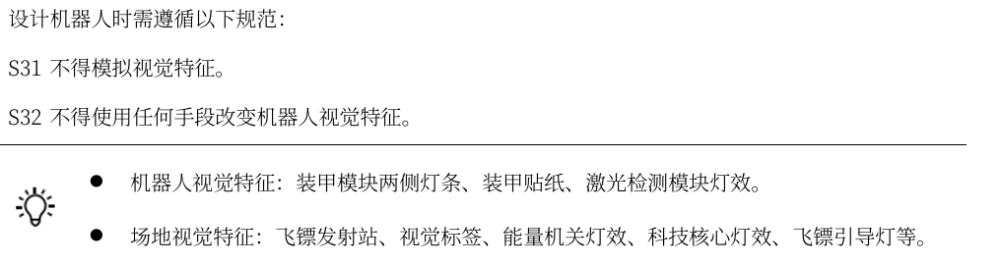 设计机器人时需遵循以下规范：
S31 不得模拟视觉特征。
S32 不得使用任何手段改变机器人视觉特征。
● 机器人视觉特征：装甲模块两侧灯条、装甲贴纸、激光检测模块灯效。
● 场地视觉特征：飞镖发射站、视觉标签、能量机关灯效、科技核心灯效、飞镖引导灯等。